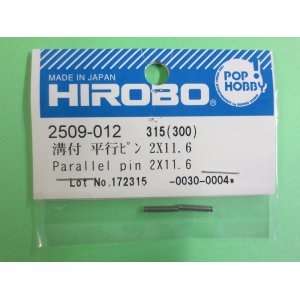 MADE IN JAPAN
HIROBO®
POP!
HOBBY
2509-012 315(300)
溝付 平行ピン 2X11.6
Parallel pin 2X11.6
Lot No.172315 -0030-0004*